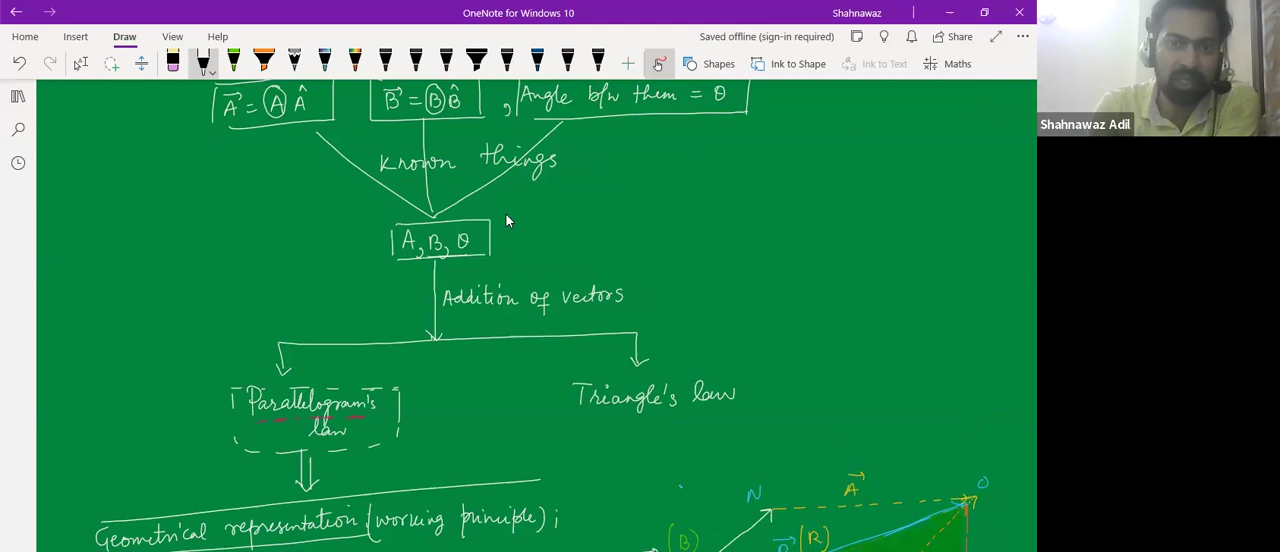 OneNote for Windows 10
Shahnawaz
Home Insert Draw View Help
Saved offline (sign-in required)
Share
Shapes
Ink to Shape
Ink to Text
Maths
Shahnawaz Adil
A⃗ = A Â
B⃗ = B B̂ , Angle b/w them = θ
Known things
A, B, θ
Addition of vectors
Parallelogram's
law
Triangle's law
Geometrical representation (working principle) ;
N
A⃗
O
(B)
(R)